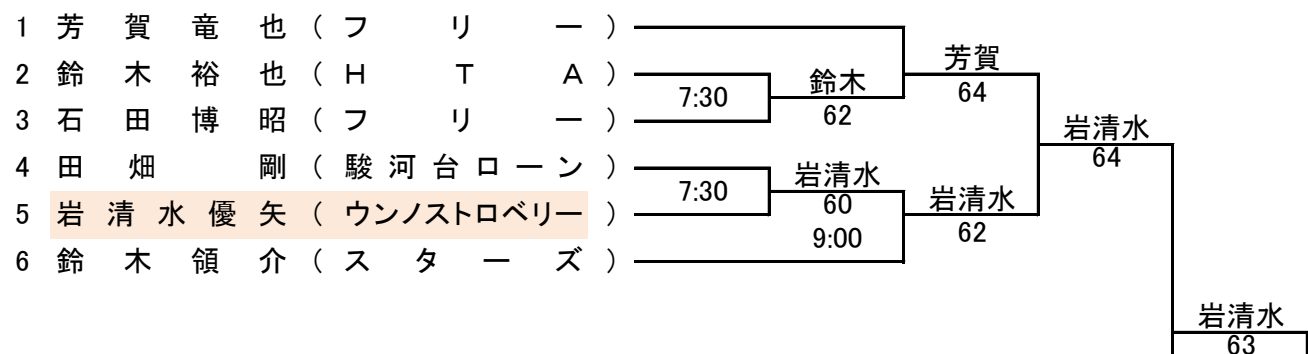 1 芳賀竜也(フリー)
芳賀
2 鈴木裕也(HTA)
7:30
鈴木
64
62
3 石田博昭(フリー)
岩清水
64
4 田畑剛(駿河台ローン)
7:30
岩清水
60
岩清水
5 岩清水優矢(ウンノストロベリー)
9:00
62
6 鈴木領介(スターズ)
岩清水
63